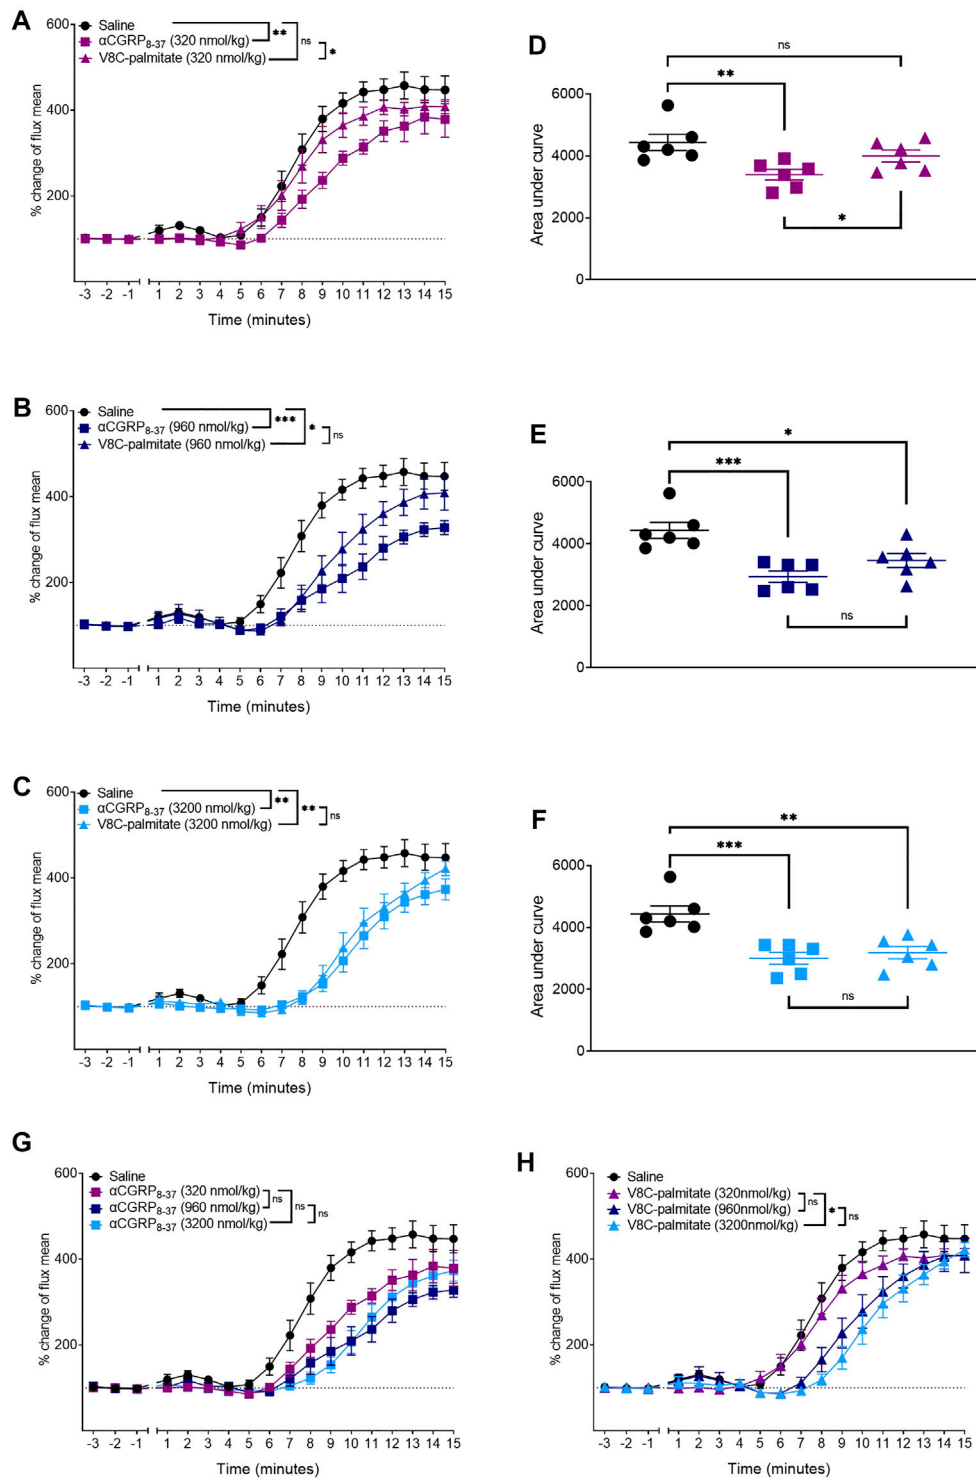 A
600
Saline
αCGRP8-37 (320 nmol/kg)
V8C-palmitate (320 nmol/kg)
**
ns
*
400
200
% change of flux mean
-3 -2 -1 1 2 3 4 5 6 7 8 9 10 11 12 13 14 15
Time (minutes)
D
ns
**
6000
4000
2000
0
*
Area under curve
B
600
Saline
αCGRP8-37 (960 nmol/kg)
V8C-palmitate (960 nmol/kg)
***
*
ns
400
200
% change of flux mean
-3 -2 -1 1 2 3 4 5 6 7 8 9 10 11 12 13 14 15
Time (minutes)
E
*
***
6000
4000
2000
0
ns
Area under curve
C
600
Saline
αCGRP8-37 (3200 nmol/kg)
V8C-palmitate (3200 nmol/kg)
**
**
ns
400
200
% change of flux mean
-3 -2 -1 1 2 3 4 5 6 7 8 9 10 11 12 13 14 15
Time (minutes)
F
**
***
6000
4000
2000
0
ns
Area under curve
G
600
Saline
αCGRP8-37 (320 nmol/kg)
αCGRP8-37 (960 nmol/kg)
αCGRP8-37 (3200 nmol/kg)
ns
ns
ns
400
200
% change of flux mean
-3 -2 -1 1 2 3 4 5 6 7 8 9 10 11 12 13 14 15
Time (minutes)
H
600
Saline
V8C-palmitate (320nmol/kg)
V8C-palmitate (960nmol/kg)
V8C-palmitate (3200nmol/kg)
ns
*
ns
400
200
% change of flux mean
-3 -2 -1 1 2 3 4 5 6 7 8 9 10 11 12 13 14 15
Time (minutes)